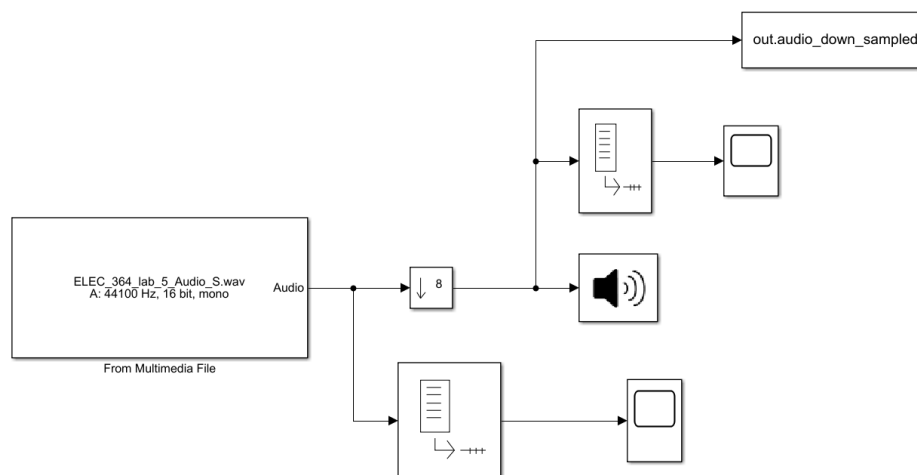 out.audio_down_sampled
ELEC_364_lab_5_Audio_S.wav
A: 44100 Hz, 16 bit, mono
Audio
8
From Multimedia File